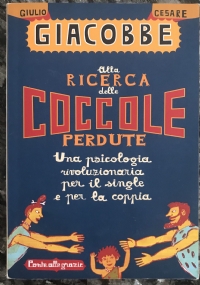 GIULIO CESARE
GIACOBBE
Alla
RICERCA
delle
COCCOLE
PERDUTE
Una psicologia
rivoluzionaria
per il single
e per la coppia
Ponte alle grazie